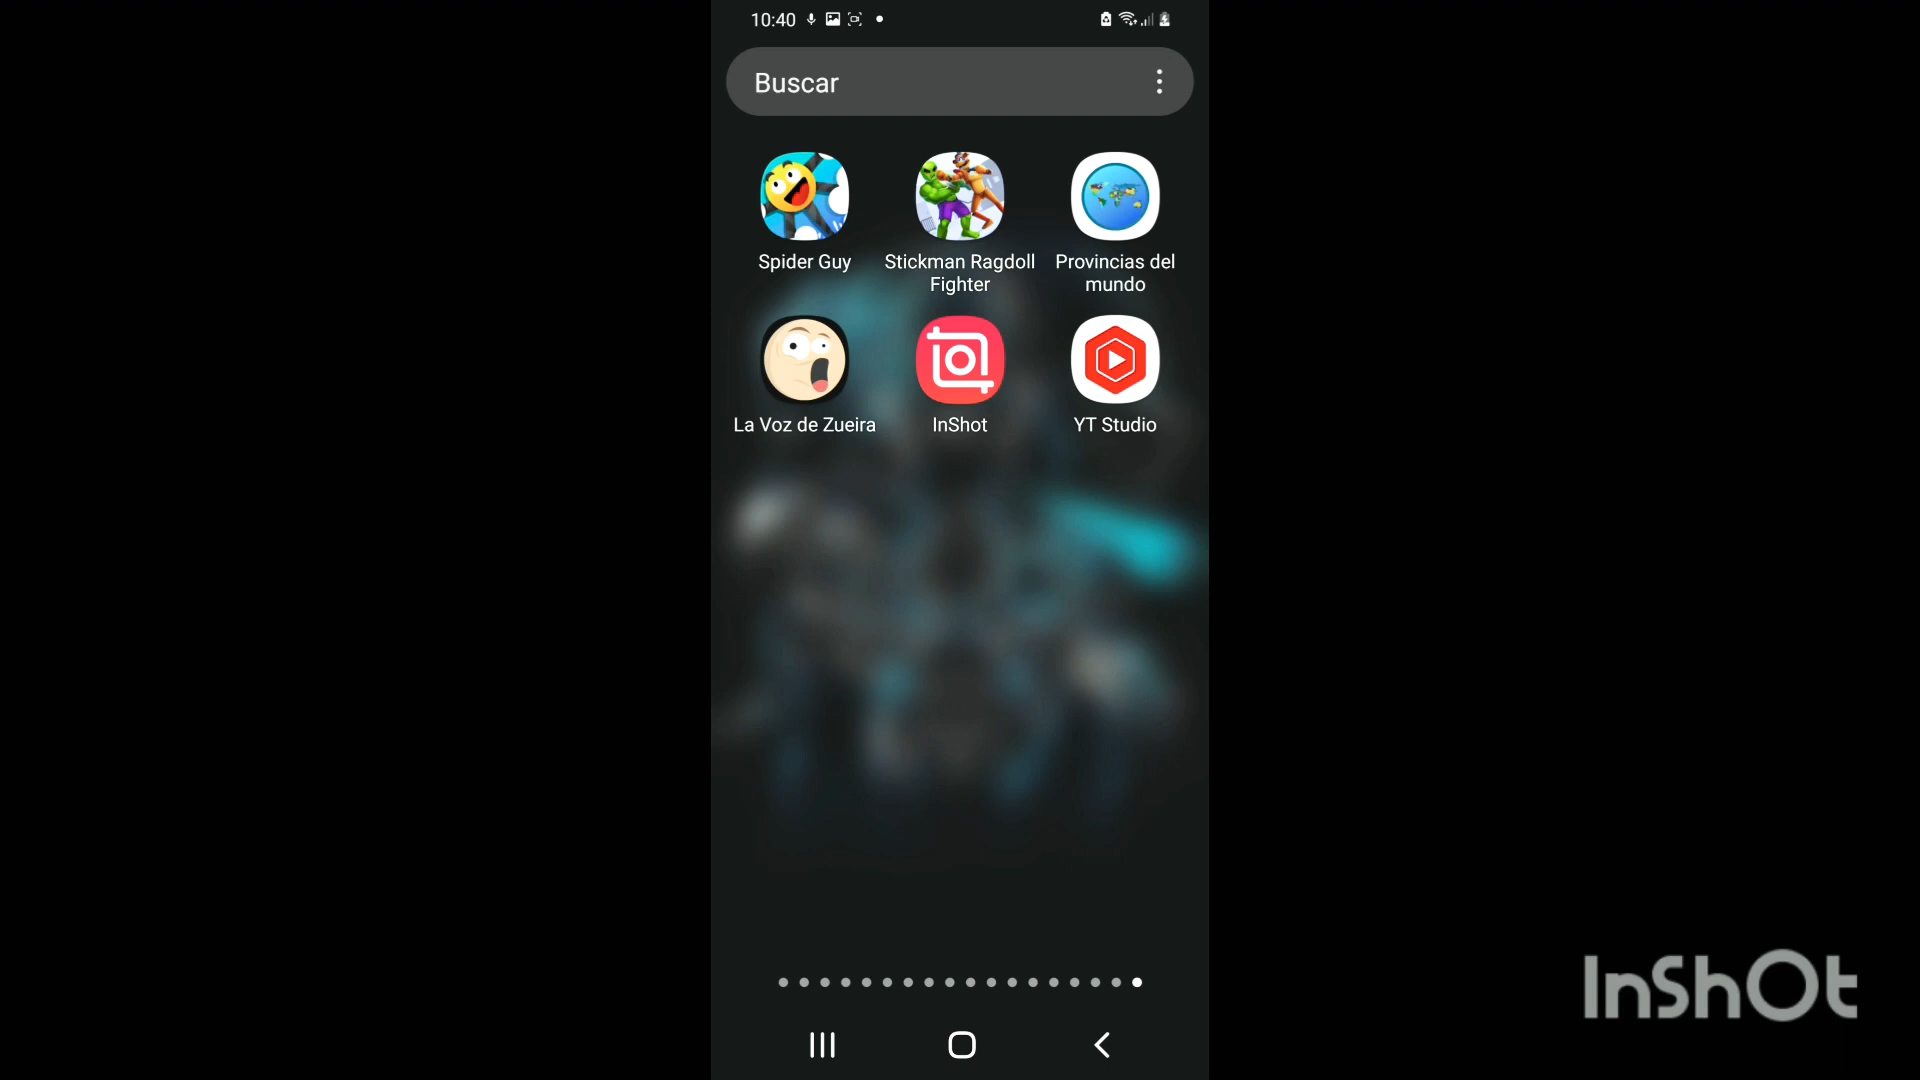 10:40
Buscar
Spider Guy
Stickman Ragdoll
Fighter
Provincias del
mundo
La Voz de Zueira
InShot
YT Studio
InShOt